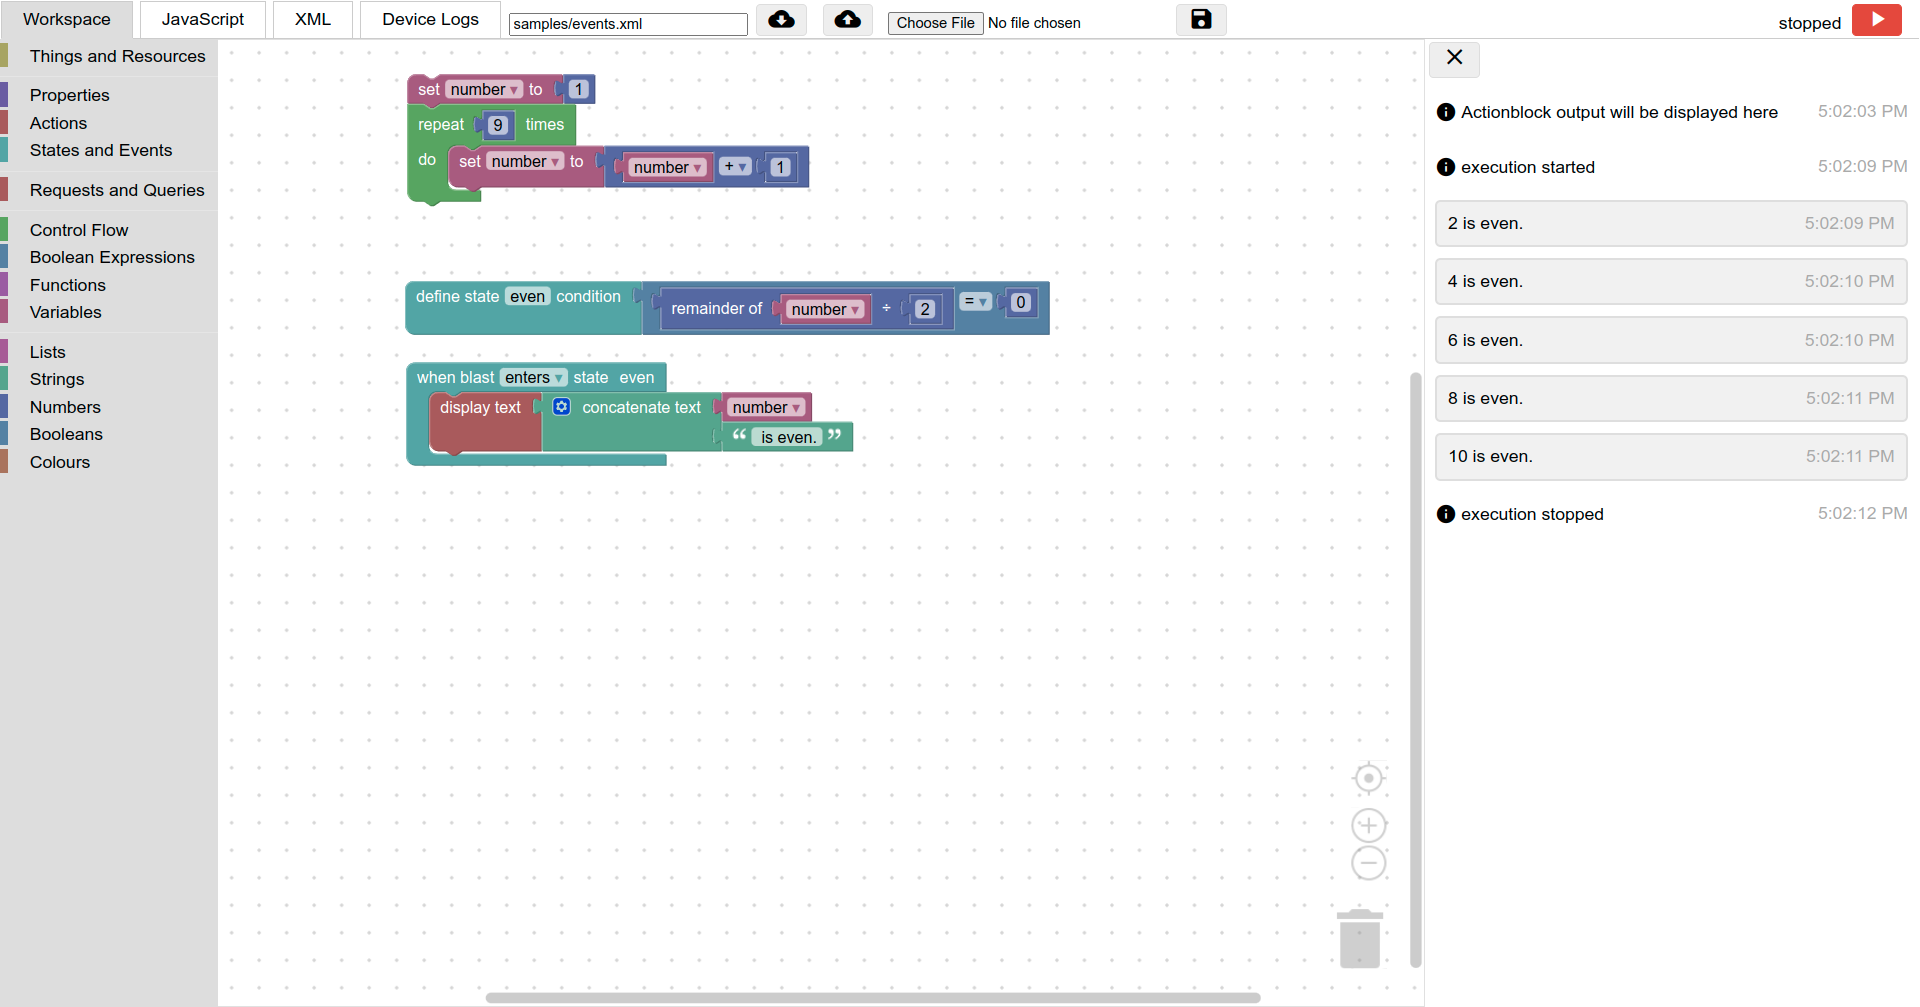 Workspace JavaScript XML Device Logs samples/events.xml Choose File No file chosen stopped
Things and Resources
Properties
Actions
States and Events
Requests and Queries
Control Flow
Boolean Expressions
Functions
Variables
Lists
Strings
Numbers
Booleans
Colours
set number ▾ to 1
repeat 9 times
do set number ▾ to number ▾ + ▾ 1
define state even condition remainder of number ▾ ÷ 2 = ▾ 0
when blast enters ▾ state even
display text concatenate text number ▾
“ is even. ”
Actionblock output will be displayed here 5:02:03 PM
execution started 5:02:09 PM
2 is even. 5:02:09 PM
4 is even. 5:02:10 PM
6 is even. 5:02:10 PM
8 is even. 5:02:11 PM
10 is even. 5:02:11 PM
execution stopped 5:02:12 PM